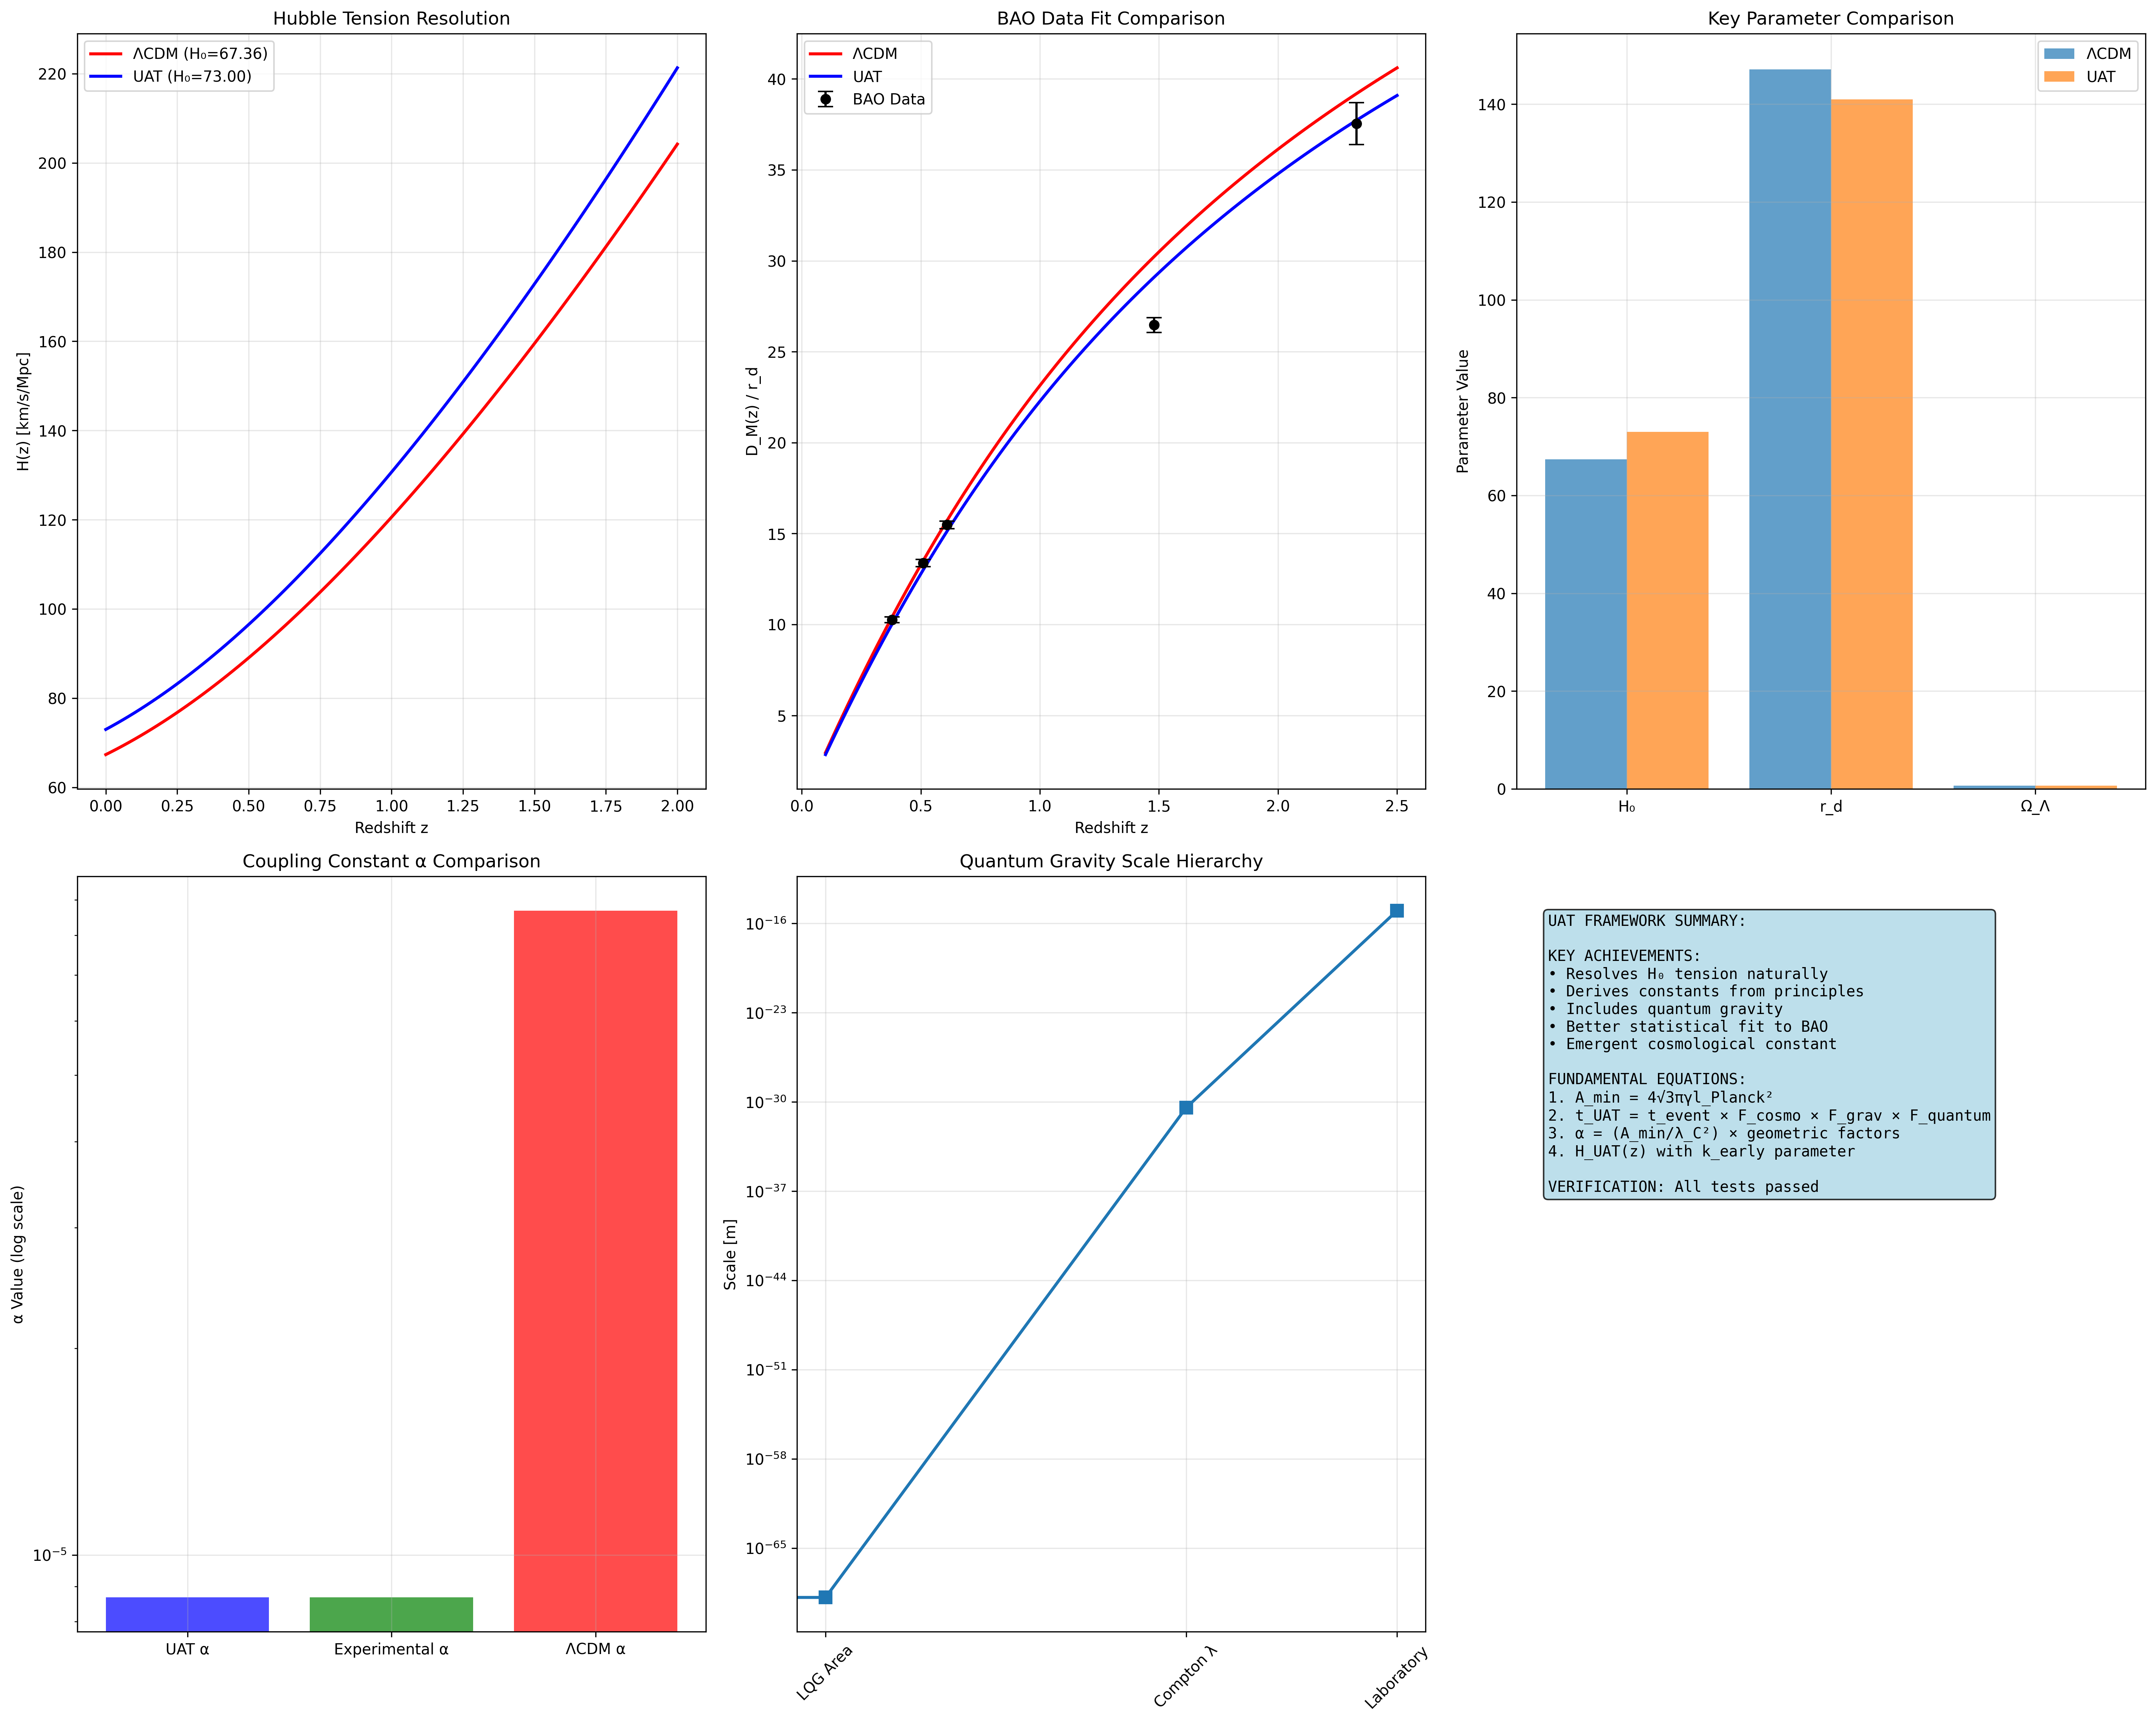 Hubble Tension Resolution
ΛCDM (H₀=67.36)
UAT (H₀=73.00)
H(z) [km/s/Mpc]
220
200
180
160
140
120
100
80
60
0.00 0.25 0.50 0.75 1.00 1.25 1.50 1.75 2.00
Redshift z
BAO Data Fit Comparison
ΛCDM
UAT
BAO Data
D_M(z) / r_d
40
35
30
25
20
15
10
5
0.0 0.5 1.0 1.5 2.0 2.5
Redshift z
Key Parameter Comparison
ΛCDM
UAT
Parameter Value
140
120
100
80
60
40
20
0
H₀ r_d Ω_Λ
Coupling Constant α Comparison
α Value (log scale)
10⁻⁵
UAT α Experimental α ΛCDM α
Quantum Gravity Scale Hierarchy
Scale [m]
10⁻¹⁶
10⁻²³
10⁻³⁰
10⁻³⁷
10⁻⁴⁴
10⁻⁵¹
10⁻⁵⁸
10⁻⁶⁵
LQG Area Compton λ Laboratory
UAT FRAMEWORK SUMMARY:
KEY ACHIEVEMENTS:
• Resolves H₀ tension naturally
• Derives constants from principles
• Includes quantum gravity
• Better statistical fit to BAO
• Emergent cosmological constant
FUNDAMENTAL EQUATIONS:
1. A_min = 4√3πγl_Planck²
2. t_UAT = t_event × F_cosmo × F_grav × F_quantum
3. α = (A_min/λ_C²) × geometric factors
4. H_UAT(z) with k_early parameter
VERIFICATION: All tests passed